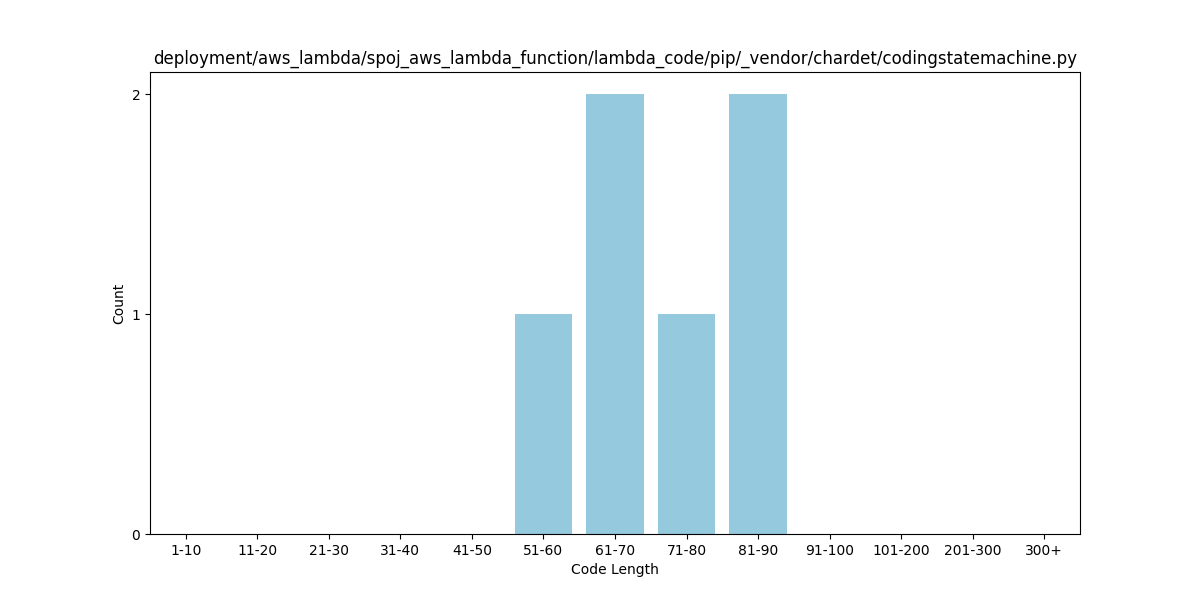 deployment/aws_lambda/spoj_aws_lambda_function/lambda_code/pip/_vendor/chardet/codingstatemachine.py
2
1
0
Count
1-10 11-20 21-30 31-40 41-50 51-60 61-70 71-80 81-90 91-100 101-200 201-300 300+
Code Length